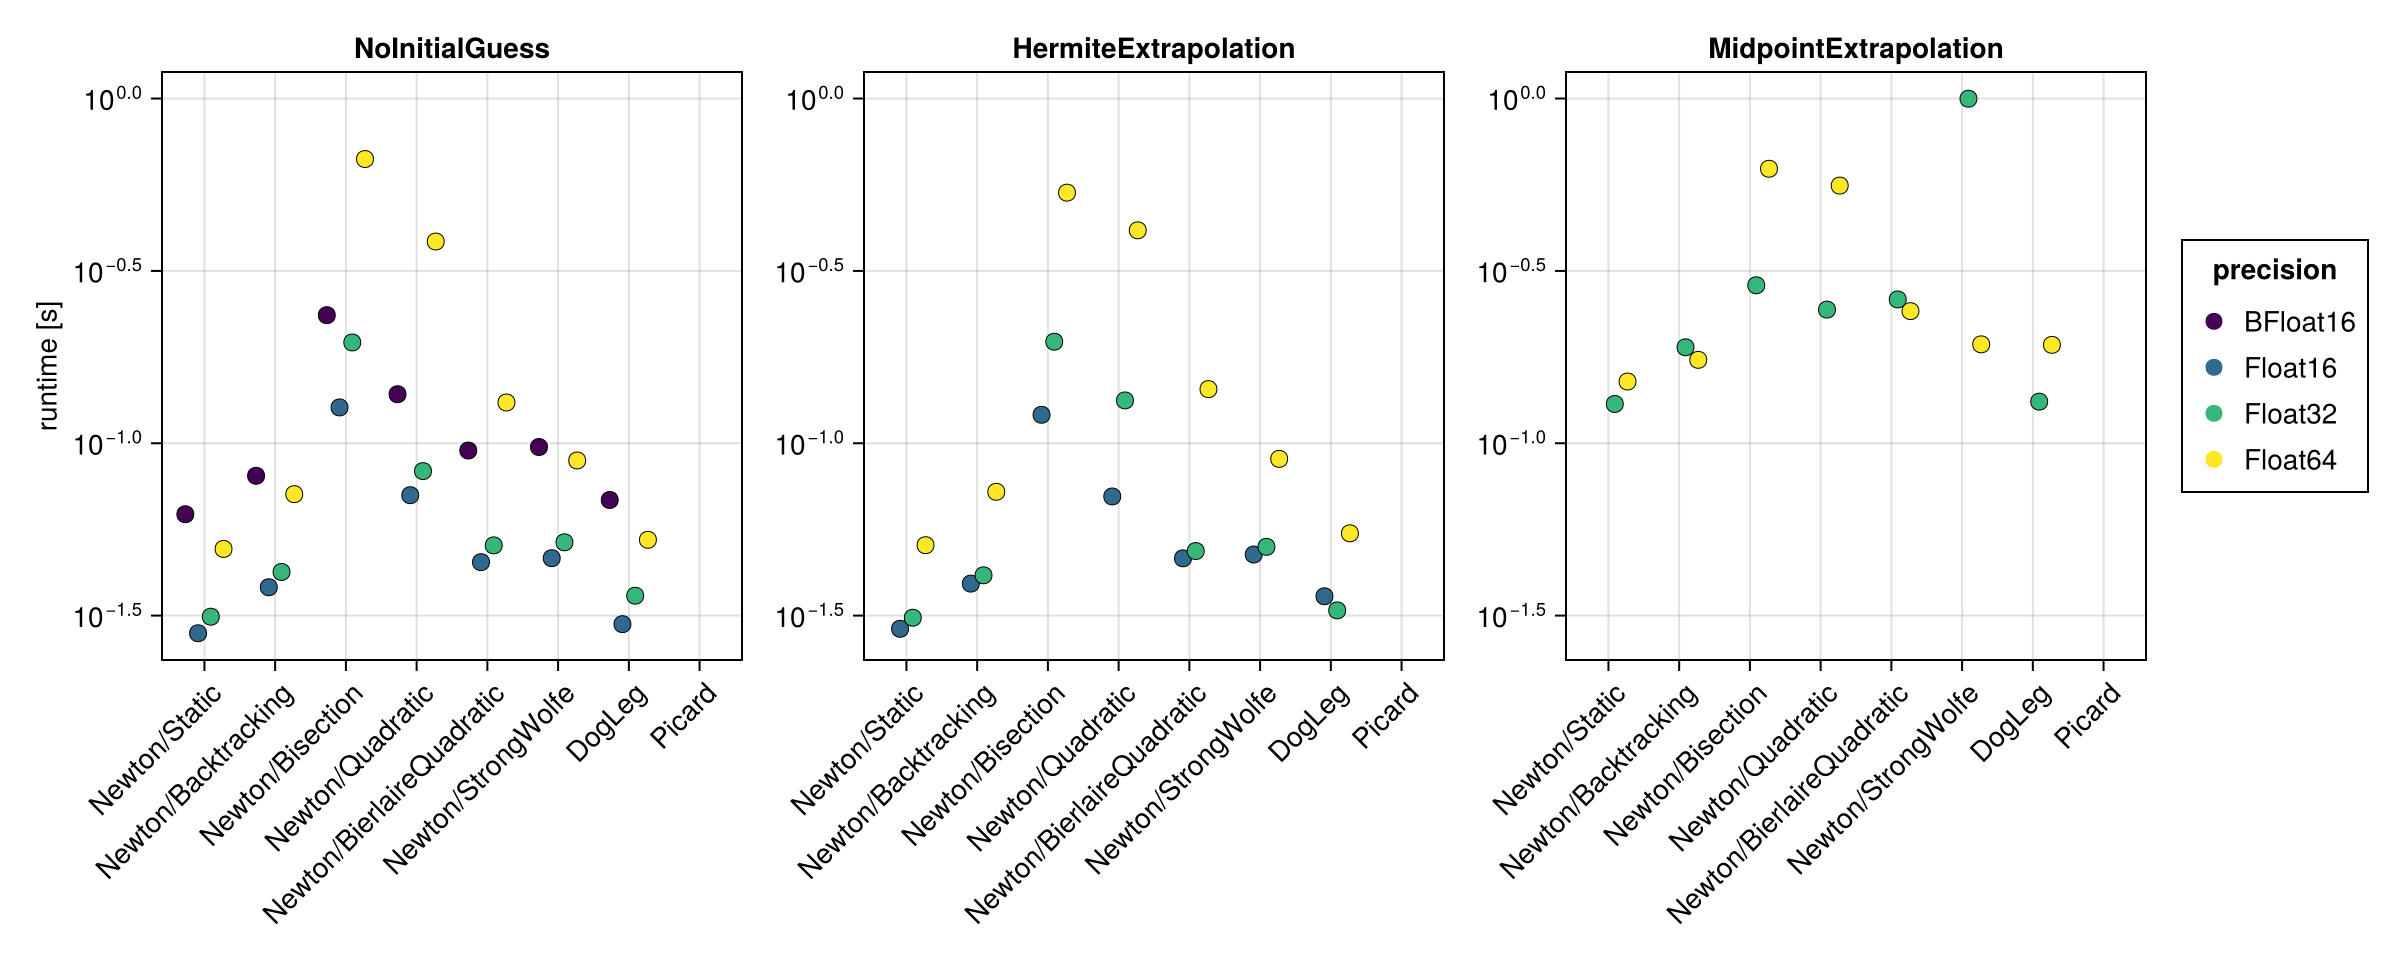 NoInitialGuess
HermiteExtrapolation
MidpointExtrapolation
runtime [s]
10^0.0
10^−0.5
10^−1.0
10^−1.5
10^0.0
10^−0.5
10^−1.0
10^−1.5
10^0.0
10^−0.5
10^−1.0
10^−1.5
Newton/Static
Newton/Backtracking
Newton/Bisection
Newton/Quadratic
Newton/BierlaireQuadratic
Newton/StrongWolfe
DogLeg
Picard
Newton/Static
Newton/Backtracking
Newton/Bisection
Newton/Quadratic
Newton/BierlaireQuadratic
Newton/StrongWolfe
DogLeg
Picard
Newton/Static
Newton/Backtracking
Newton/Bisection
Newton/Quadratic
Newton/BierlaireQuadratic
Newton/StrongWolfe
DogLeg
Picard
precision
BFloat16
Float16
Float32
Float64